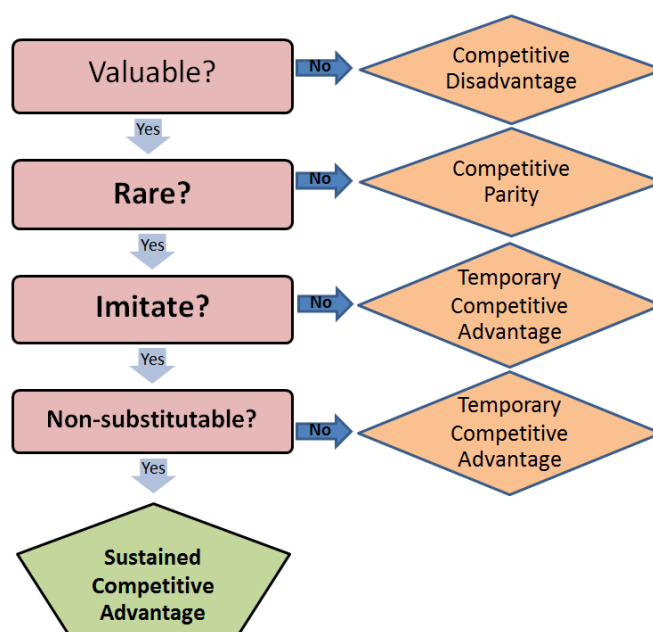 Valuable?
No
Competitive
Disadvantage
Yes
Rare?
No
Competitive
Parity
Yes
Imitate?
No
Temporary
Competitive
Advantage
Yes
Non-substitutable?
No
Temporary
Competitive
Advantage
Yes
Sustained
Competitive
Advantage